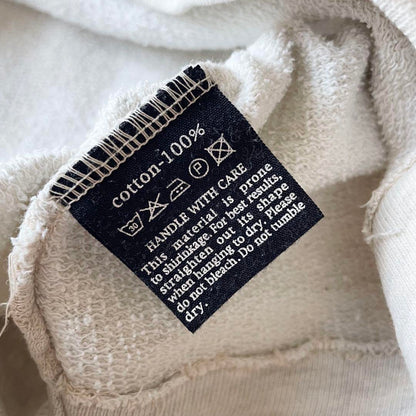 cotton-100%
30 P
HANDLE WITH CARE
This material is prone
to shirinkage. For best results,
straighten out its shape
when hanging to dry. Please
do not bleach. Do not tumble
dry.